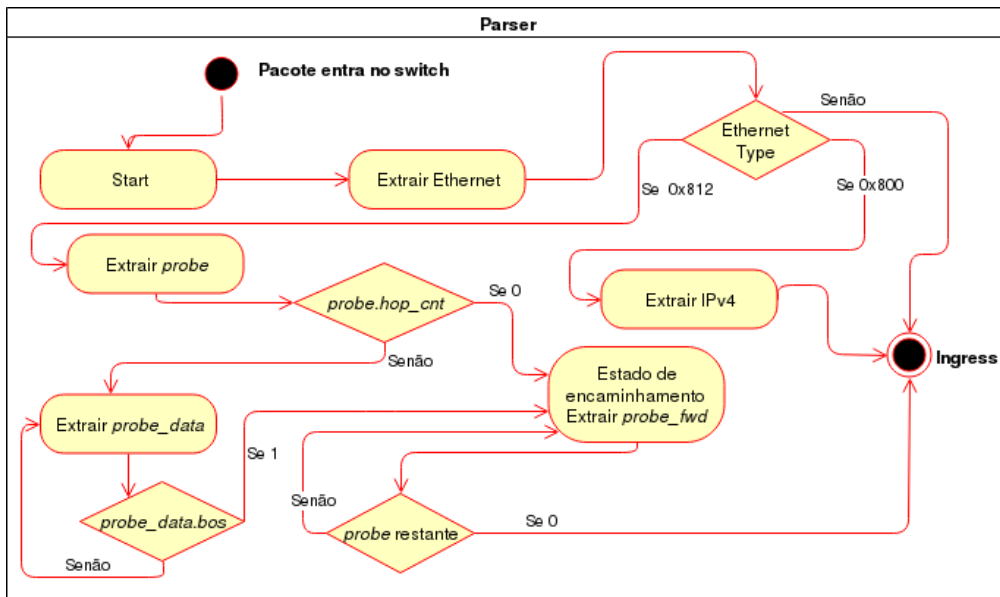 Parser
Pacote entra no switch
Senão
Ethernet
Type
Start
Extrair Ethernet
Se 0x812
Se 0x800
Extrair probe
probe.hop_cnt
Se 0
Extrair IPv4
Senão
Ingress
Estado de
encaminhamento
Extrair probe_fwd
Extrair probe_data
Se 1
Senão
probe_data.bos
Se 0
probe restante
Senão